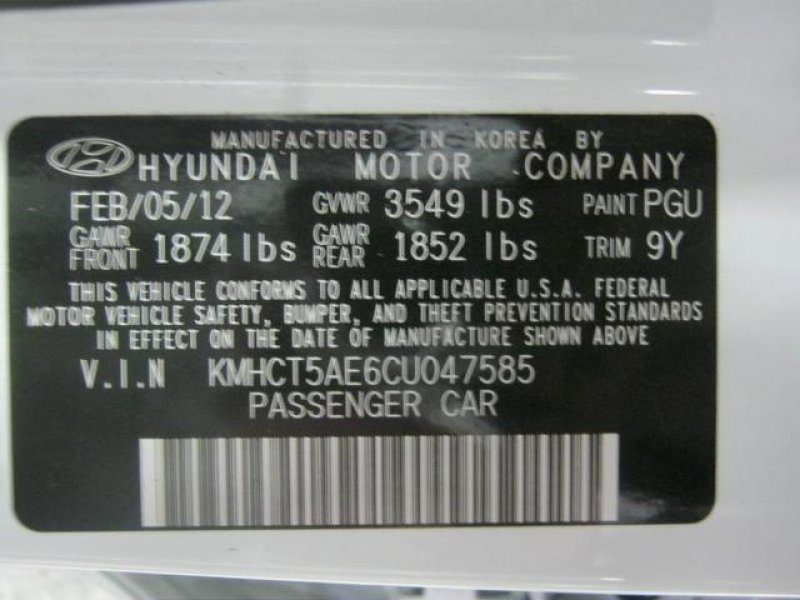 MANUFACTURED IN KOREA BY
HYUNDAI MOTOR COMPANY
FEB/05/12 GVWR 3549 lbs PAINT PGU
GAWR FRONT 1874 lbs GAWR REAR 1852 lbs TRIM 9Y
THIS VEHICLE CONFORMS TO ALL APPLICABLE U.S.A. FEDERAL
MOTOR VEHICLE SAFETY, BUMPER, AND THEFT PREVENTION STANDARDS
IN EFFECT ON THE DATE OF MANUFACTURE SHOWN ABOVE
V.I.N KMHCT5AE6CU047585
PASSENGER CAR